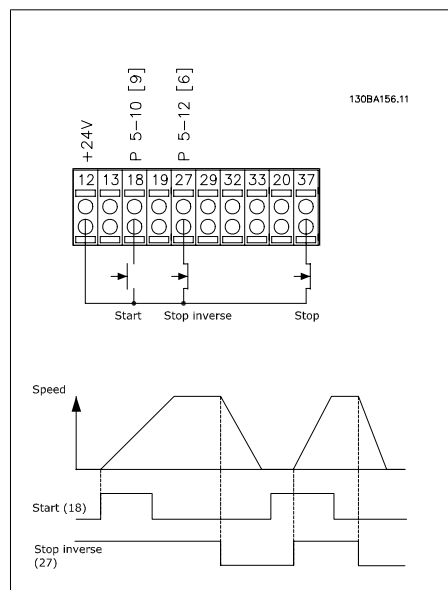 130BA156.11
+24V
P 5-10 [9]
P 5-12 [6]
12 13 18 19 27 29 32 33 20 37
Start Stop inverse Stop
Speed
Start (18)
Stop inverse
(27)